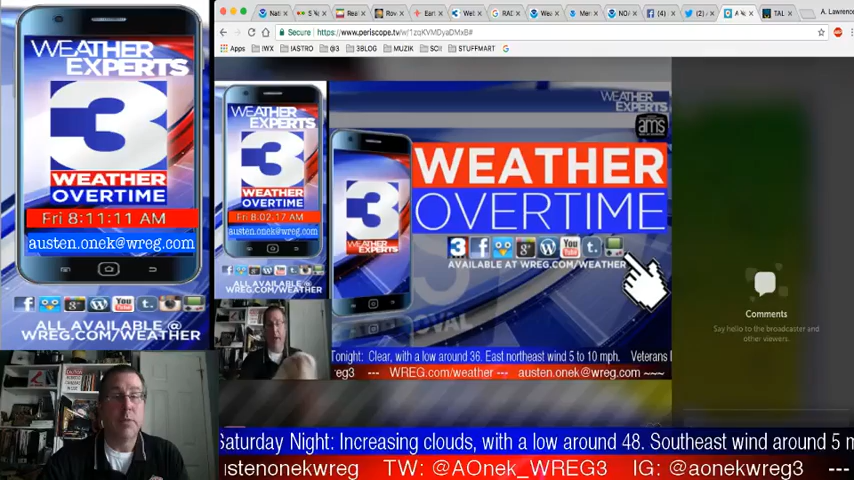 WEATHER
EXPERTS
3
WEATHER
OVERTIME
Fri 8:11:11 AM
austen.onek@wreg.com
ALL AVAILABLE @
WREG.COM/WEATHER
A. Lawrence
Secure
https://www.periscope.tv/w/1zqKVMDyaDMxB#
Apps
IWX
IASTRO
@3
3BLOG
MUZIK
SCII
STUFFMART
WEATHER
EXPERTS
3
WEATHER
OVERTIME
Fri 8:02:17 AM
austen.onek@wreg.com
ALL AVAILABLE @
WREG.COM/WEATHER
WEATHER
EXPERTS
ams
3
WEATHER EXPERTS
WEATHER
OVERTIME
AVAILABLE AT WREG.COM/WEATHER
Tonight: Clear, with a low around 36. East northeast wind 5 to 10 mph. Veterans
reg3 --- WREG.com/weather --- austen.onek@wreg.com ~~~
Comments
Say hello to the broadcaster and
other viewers.
Saturday Night: Increasing clouds, with a low around 48. Southeast wind around 5 m
ustenonekwreg TW: @AOnek_WREG3 IG: @aonekwreg3 ---